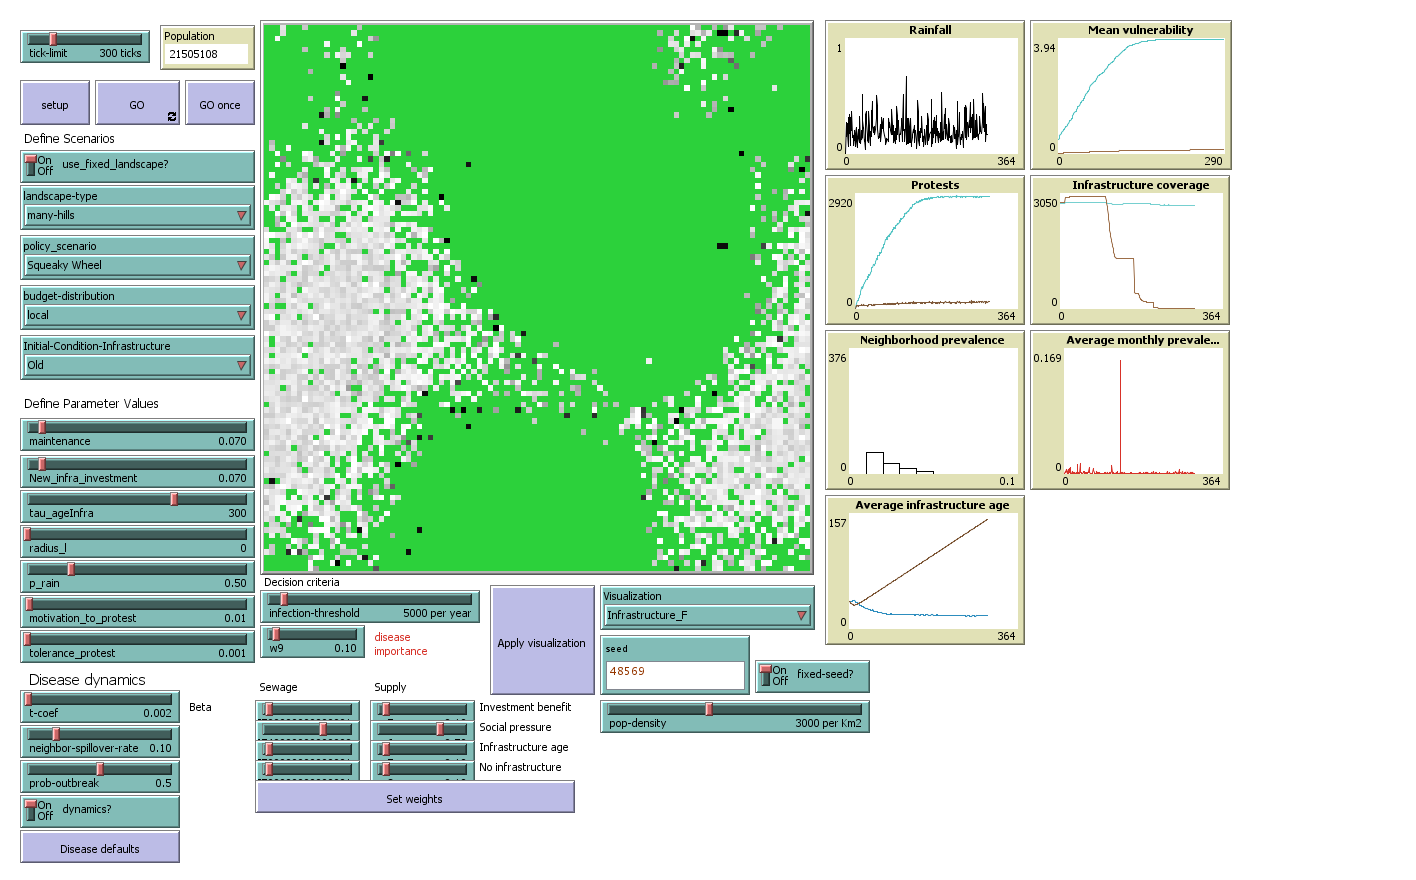 tick-limit 300 ticks
Population
21505108
setup
GO
GO once
Define Scenarios
On
Off
use_fixed_landscape?
landscape-type
many-hills
policy_scenario
Squeaky Wheel
budget-distribution
local
Initial-Condition-Infrastructure
Old
Define Parameter Values
maintenance 0.070
New_infra_investment 0.070
tau_ageInfra 300
radius_l 0
p_rain 0.50
motivation_to_protest 0.01
tolerance_protest 0.001
Disease dynamics
t-coef 0.002
Beta
neighbor-spillover-rate 0.10
prob-outbreak 0.5
On
Off
dynamics?
Disease defaults
Decision criteria
infection-threshold 5000 per year
w9 0.10
disease
importance
Sewage
Supply
Investment benefit
Social pressure
Infrastructure age
No infrastructure
Set weights
Apply visualization
Visualization
Infrastructure_F
seed
48569
On
Off
fixed-seed?
pop-density 3000 per Km2
Rainfall
1
0
0 364
Mean vulnerability
3.94
0
0 290
Protests
2920
0
0 364
Infrastructure coverage
3050
0
0 364
Neighborhood prevalence
376
0
0 0.1
Average monthly prevale...
0.169
0
0 364
Average infrastructure age
157
0
0 364